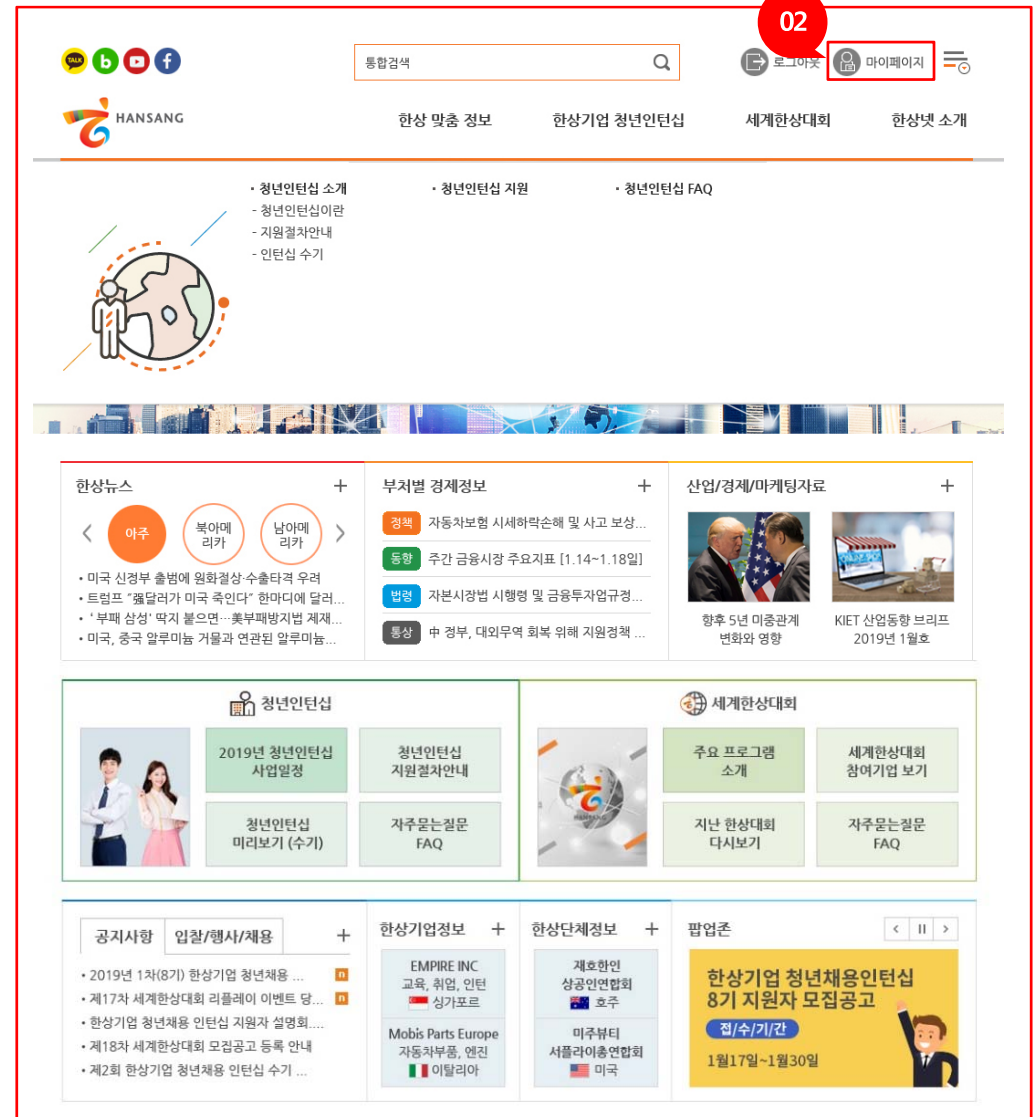 02
TALK
통합검색
로그아웃
마이페이지
HANSANG
한상 맞춤 정보
한상기업 청년인턴십
세계한상대회
한상넷 소개
· 청년인턴십 소개
- 청년인턴십이란
- 지원절차안내
- 인턴십 수기
· 청년인턴십 지원
· 청년인턴십 FAQ
한상뉴스 +
< 아주
북아메
리카
남아메
리카 >
• 미국 신정부 출범에 원화절상·수출타격 우려
• 트럼프 “强달러가 미국 죽인다” 한마디에 달러...
• ‘부패 삼성' 딱지 붙으면…美부패방지법 제재...
• 미국, 중국 알루미늄 거물과 연관된 알루미늄...
부처별 경제정보 +
정책 자동차보험 시세하락손해 및 사고 보상...
동향 주간 금융시장 주요지표 [1.14~1.18일]
법령 자본시장법 시행령 및 금융투자업규정...
통상 中 정부, 대외무역 회복 위해 지원정책 ...
산업/경제/마케팅자료 +
향후 5년 미중관계
변화와 영향
KIET 산업동향 브리프
2019년 1월호
청년인턴십
2019년 청년인턴십
사업일정
청년인턴십
지원절차안내
청년인턴십
미리보기 (수기)
자주묻는질문
FAQ
세계한상대회
HANSANG
주요 프로그램
소개
세계한상대회
참여기업 보기
지난 한상대회
다시보기
자주묻는질문
FAQ
공지사항
입찰/행사/채용 +
• 2019년 1차(8기) 한상기업 청년채용 ... n
• 제17차 세계한상대회 리플레이 이벤트 당... n
• 한상기업 청년채용 인턴십 지원자 설명회....
• 제18차 세계한상대회 모집공고 등록 안내
• 제2회 한상기업 청년채용 인턴십 수기 ...
한상기업정보 +
EMPIRE INC
교육, 취업, 인턴
싱가포르
Mobis Parts Europe
자동차부품, 엔진
이탈리아
한상단체정보 +
재호한인
상공인연합회
호주
미주뷰티
서플라이총연합회
미국
팝업존
한상기업 청년채용인턴십
8기 지원자 모집공고
접/수/기/간
1월17일~1월30일